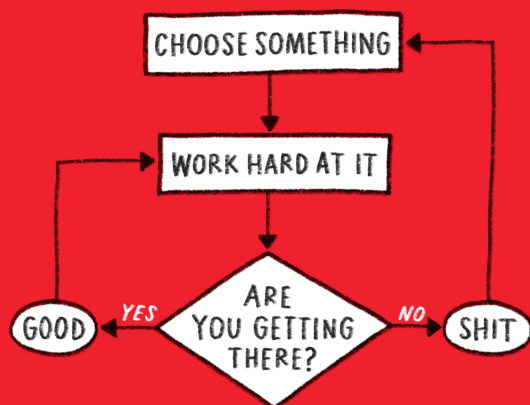 CHOOSE SOMETHING
WORK HARD AT IT
ARE
YOU GETTING
THERE?
YES
NO
GOOD
SHIT